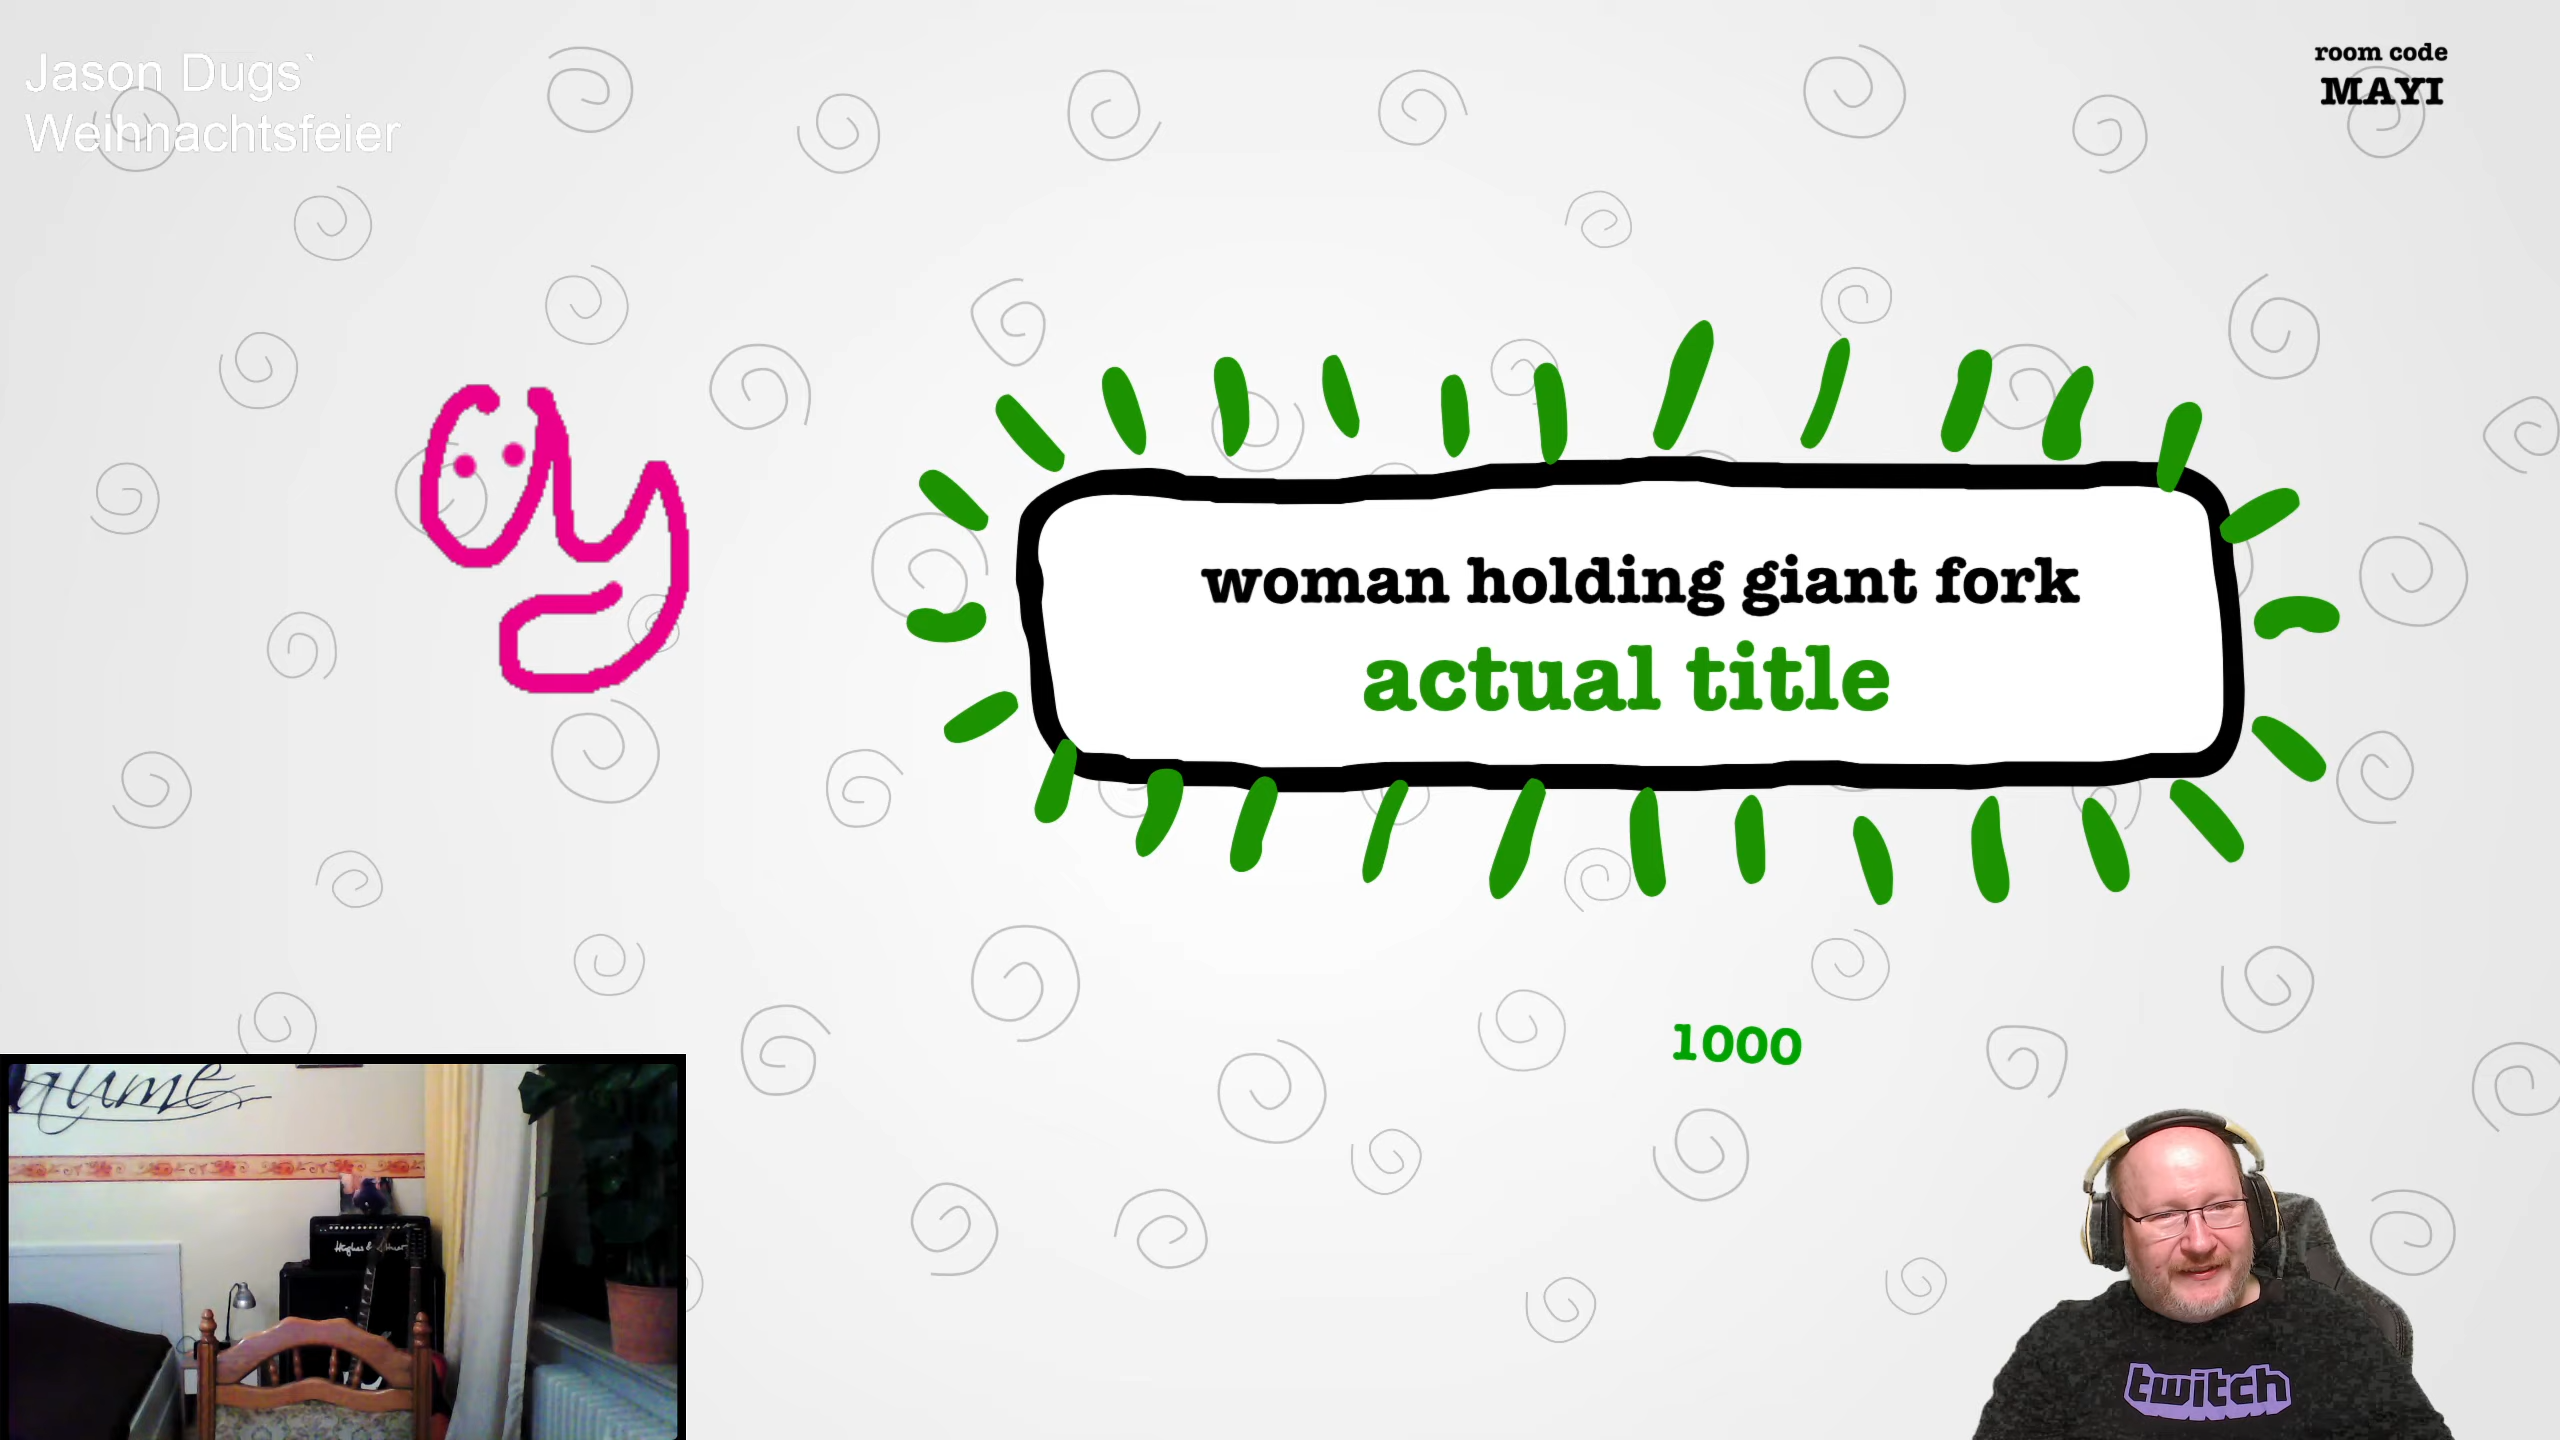 Jason Dugs`
Weihnachtsfeier
room code
MAYI
woman holding giant fork
actual title
1000
twitch